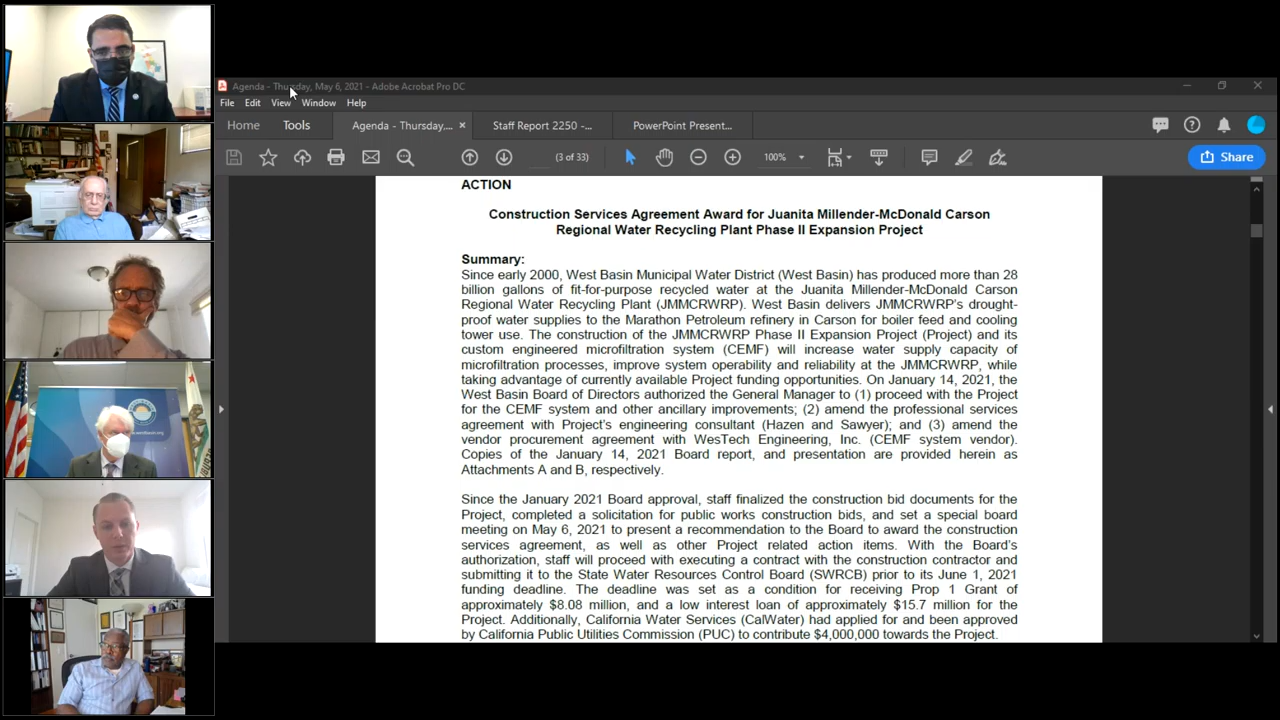 Agenda - Thursday, May 6, 2021 - Adobe Acrobat Pro DC
File Edit View Window Help
Home Tools Agenda - Thursday,... × Staff Report 2250 -... PowerPoint Present...
(3 of 33) 100% Share
ACTION
Construction Services Agreement Award for Juanita Millender-McDonald Carson
Regional Water Recycling Plant Phase II Expansion Project
Summary:
Since early 2000, West Basin Municipal Water District (West Basin) has produced more than 28
billion gallons of fit-for-purpose recycled water at the Juanita Millender-McDonald Carson
Regional Water Recycling Plant (JMMCRWRP). West Basin delivers JMMCRWRP's drought-
proof water supplies to the Marathon Petroleum refinery in Carson for boiler feed and cooling
tower use. The construction of the JMMCRWRP Phase II Expansion Project (Project) and its
custom engineered microfiltration system (CEMF) will increase water supply capacity of
microfiltration processes, improve system operability and reliability at the JMMCRWRP, while
taking advantage of currently available Project funding opportunities. On January 14, 2021, the
West Basin Board of Directors authorized the General Manager to (1) proceed with the Project
for the CEMF system and other ancillary improvements; (2) amend the professional services
agreement with Project's engineering consultant (Hazen and Sawyer); and (3) amend the
vendor procurement agreement with WesTech Engineering, Inc. (CEMF system vendor).
Copies of the January 14, 2021 Board report, and presentation are provided herein as
Attachments A and B, respectively.
Since the January 2021 Board approval, staff finalized the construction bid documents for the
Project, completed a solicitation for public works construction bids, and set a special board
meeting on May 6, 2021 to present a recommendation to the Board to award the construction
services agreement, as well as other Project related action items. With the Board's
authorization, staff will proceed with executing a contract with the construction contractor and
submitting it to the State Water Resources Control Board (SWRCB) prior to its June 1, 2021
funding deadline. The deadline was set as a condition for receiving Prop 1 Grant of
approximately $8.08 million, and a low interest loan of approximately $15.7 million for the
Project. Additionally, California Water Services (CalWater) had applied for and been approved
by California Public Utilities Commission (PUC) to contribute $4,000,000 towards the Project.